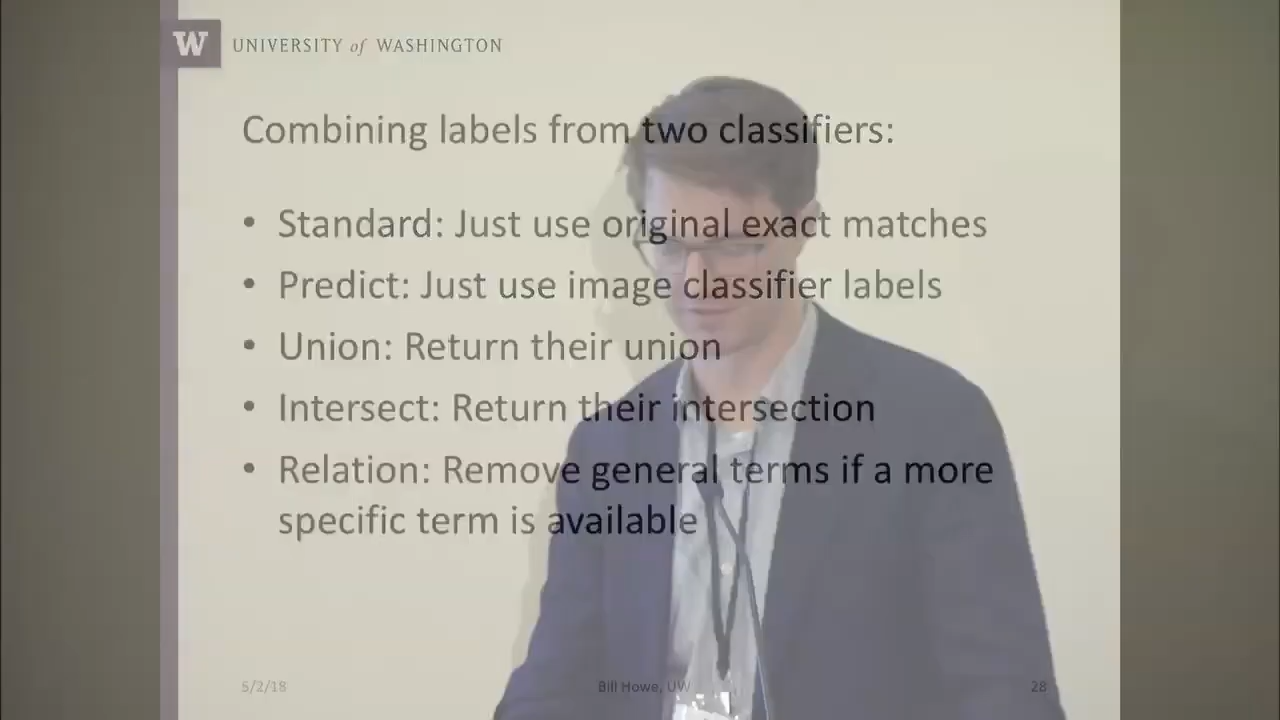 W UNIVERSITY of WASHINGTON
Combining labels from two classifiers:
• Standard: Just use original exact matches
• Predict: Just use image classifier labels
• Union: Return their union
• Intersect: Return their intersection
• Relation: Remove general terms if a more
specific term is available
5/2/18 Bill Howe, UW 28